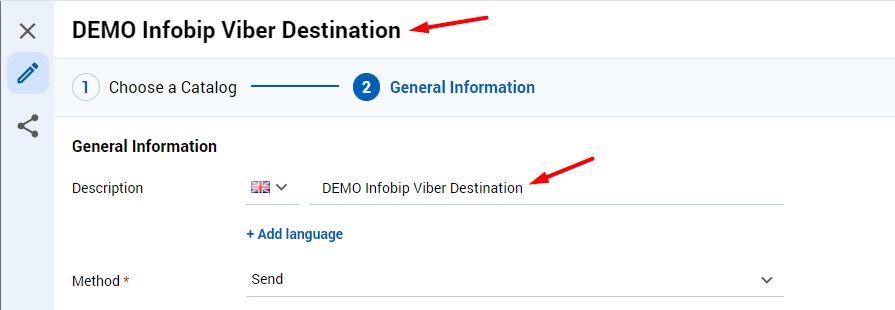 DEMO Infobip Viber Destination
1 Choose a Catalog 2 General Information
General Information
Description DEMO Infobip Viber Destination
+ Add language
Method * Send